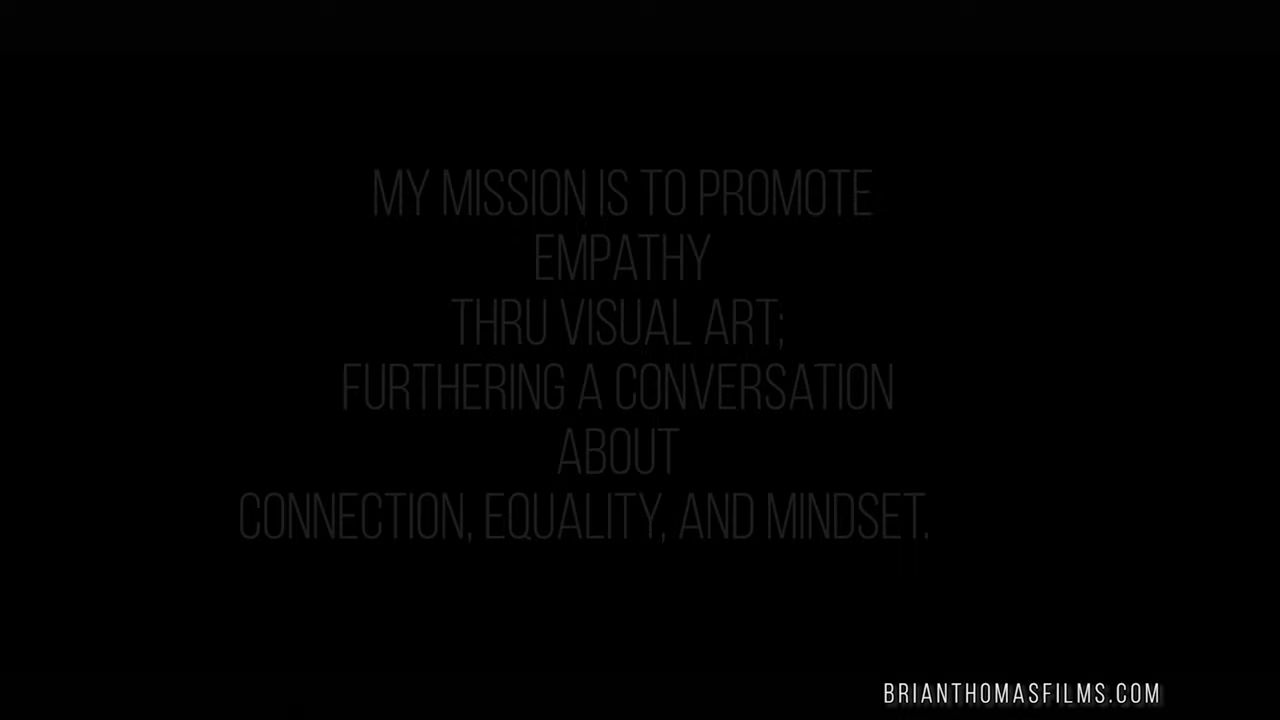 MY MISSION IS TO PROMOTE
EMPATHY
THRU VISUAL ART;
FURTHERING A CONVERSATION
ABOUT
CONNECTION, EQUALITY, AND MINDSET.
BRIANTHOMASFILMS.COM